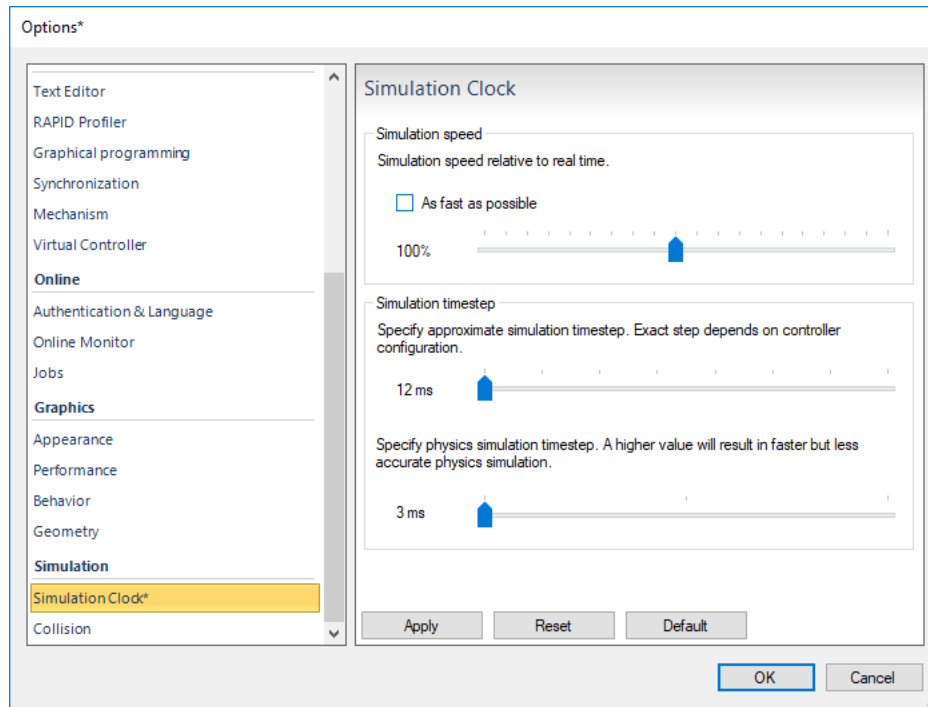 Options*
Text Editor
RAPID Profiler
Graphical programming
Synchronization
Mechanism
Virtual Controller
Online
Authentication & Language
Online Monitor
Jobs
Graphics
Appearance
Performance
Behavior
Geometry
Simulation
Simulation Clock*
Collision
Simulation Clock
Simulation speed
Simulation speed relative to real time.
As fast as possible
100%
Simulation timestep
Specify approximate simulation timestep. Exact step depends on controller
configuration.
12 ms
Specify physics simulation timestep. A higher value will result in faster but less
accurate physics simulation.
3 ms
Apply
Reset
Default
OK
Cancel